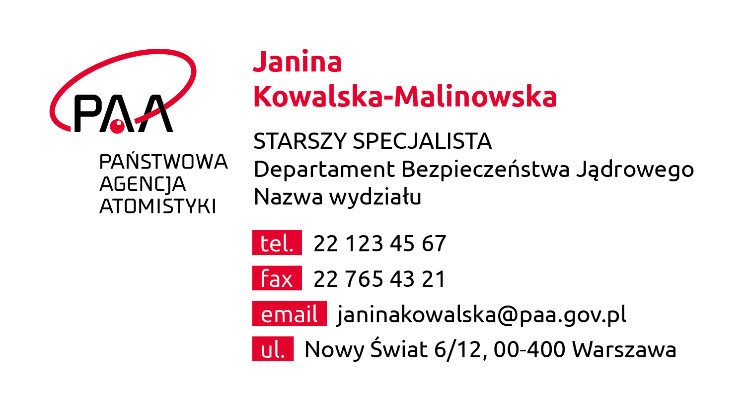 PAA
PAŃSTWOWA
AGENCJA
ATOMISTYKI
Janina
Kowalska-Malinowska
STARSZY SPECJALISTA
Departament Bezpieczeństwa Jądrowego
Nazwa wydziału
tel. 22 123 45 67
fax 22 765 43 21
email janinakowalska@paa.gov.pl
ul. Nowy Świat 6/12, 00-400 Warszawa